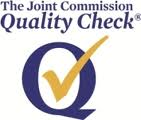 The Joint Commission
Quality Check®
Q